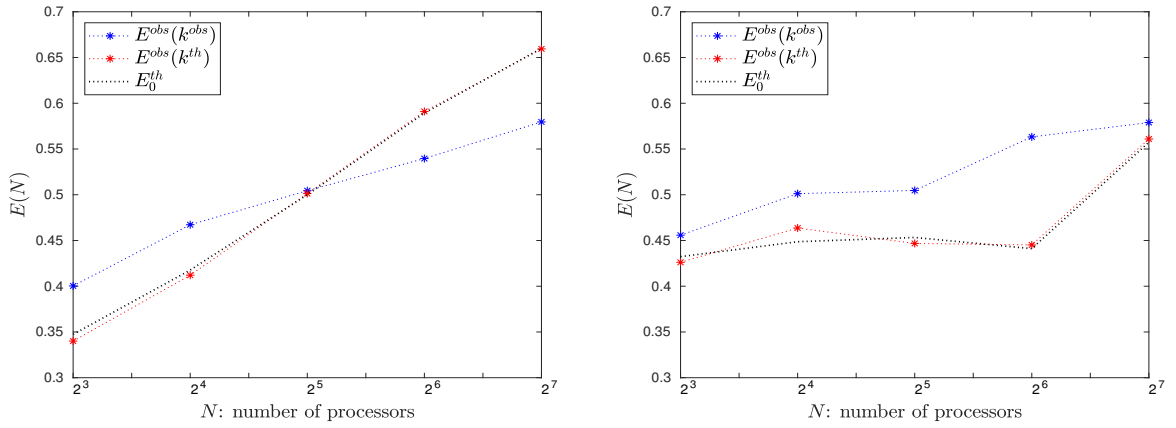 0.7
0.65
0.6
0.55
0.5
0.45
0.4
0.35
0.3
E(N)
E^{obs}(k^{obs})
E^{obs}(k^{th})
E_0^{th}
2^3 2^4 2^5 2^6 2^7
N: number of processors
0.7
0.65
0.6
0.55
0.5
0.45
0.4
0.35
0.3
E(N)
E^{obs}(k^{obs})
E^{obs}(k^{th})
E_0^{th}
2^3 2^4 2^5 2^6 2^7
N: number of processors